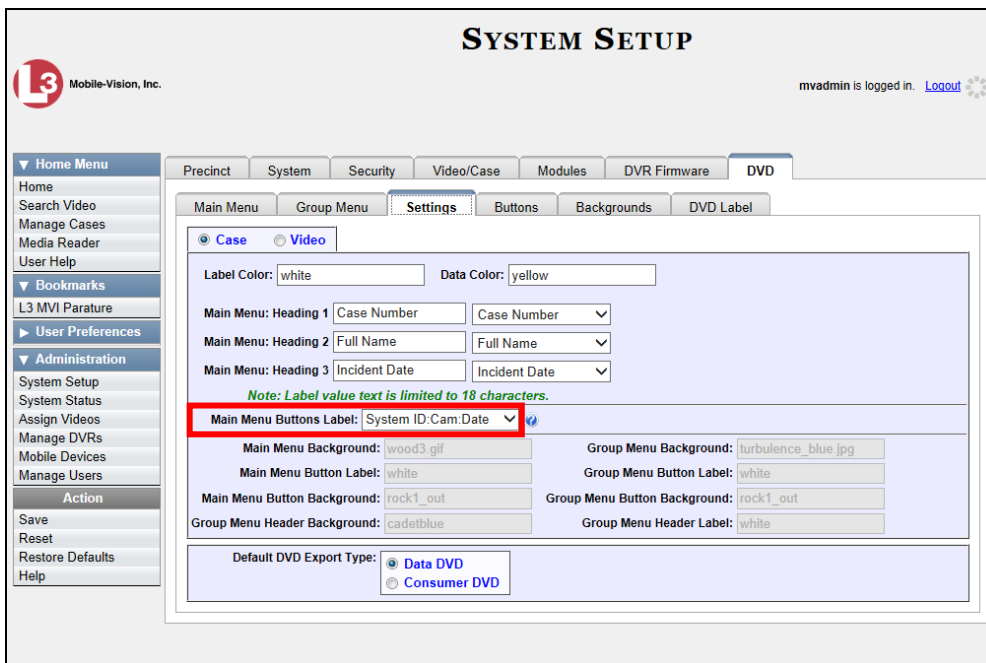 SYSTEM SETUP
L3 Mobile-Vision, Inc.
mvadmin is logged in. Logout
▼ Home Menu
Home
Search Video
Manage Cases
Media Reader
User Help
▼ Bookmarks
L3 MVI Parature
► User Preferences
▼ Administration
System Setup
System Status
Assign Videos
Manage DVRs
Mobile Devices
Manage Users
Action
Save
Reset
Restore Defaults
Help
Precinct System Security Video/Case Modules DVR Firmware DVD
Main Menu Group Menu Settings Buttons Backgrounds DVD Label
Case Video
Label Color: white Data Color: yellow
Main Menu: Heading 1 Case Number Case Number
Main Menu: Heading 2 Full Name Full Name
Main Menu: Heading 3 Incident Date Incident Date
Note: Label value text is limited to 18 characters.
Main Menu Buttons Label: System ID:Cam:Date ?
Main Menu Background: wood3.gif Group Menu Background: turbulence_blue.jpg
Main Menu Button Label: white Group Menu Button Label: white
Main Menu Button Background: rock1_out Group Menu Button Background: rock1_out
Group Menu Header Background: cadetblue Group Menu Header Label: white
Default DVD Export Type: Data DVD
Consumer DVD